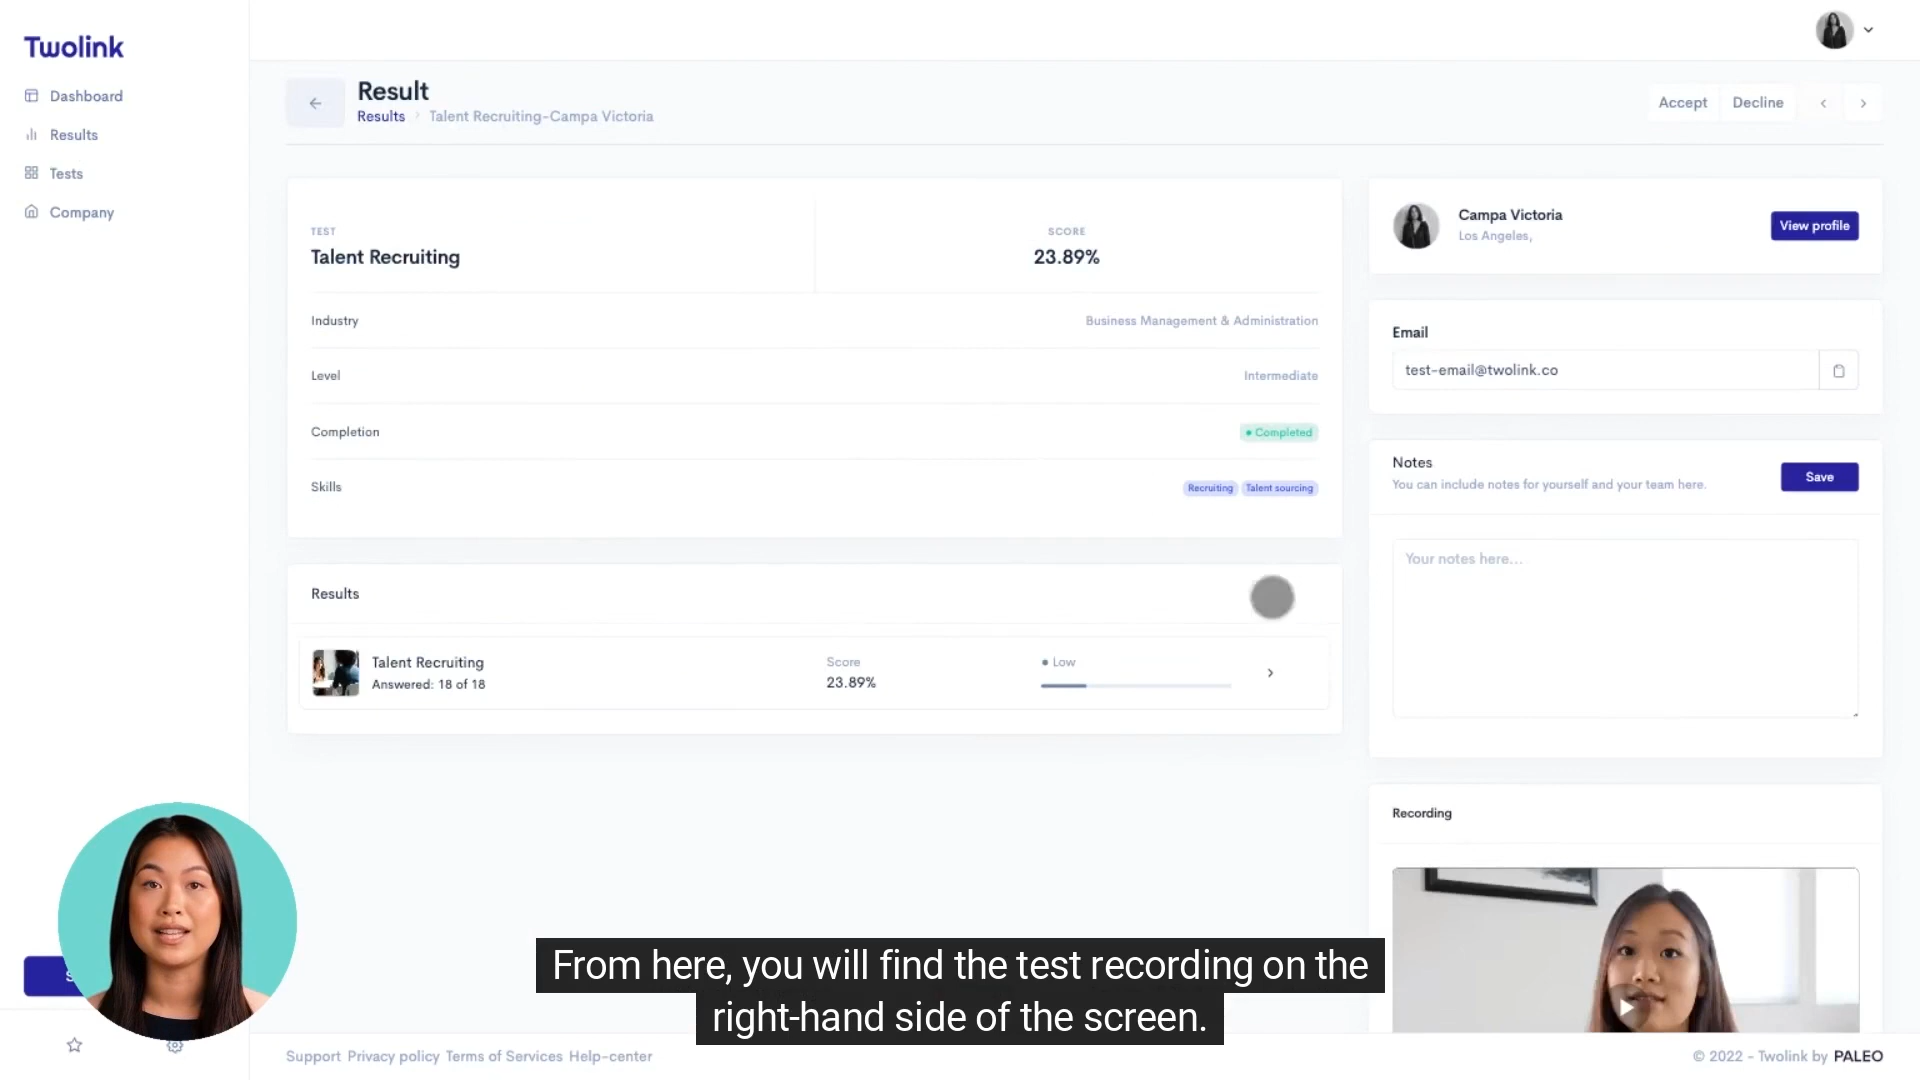 Twolink
Dashboard
Results
Tests
Company
Result
Results > Talent Recruiting-Campa Victoria
Accept
Decline
TEST
Talent Recruiting
SCORE
23.89%
Industry
Business Management & Administration
Level
Intermediate
Completion
Completed
Skills
Recruiting
Talent sourcing
Results
Talent Recruiting
Answered: 18 of 18
Score
23.89%
Low
Campa Victoria
Los Angeles,
View profile
Email
test-email@twolink.co
Notes
You can include notes for yourself and your team here.
Save
Your notes here...
Recording
From here, you will find the test recording on the
right-hand side of the screen.
Support Privacy policy Terms of Services Help-center
© 2022 - Twolink by PALEO